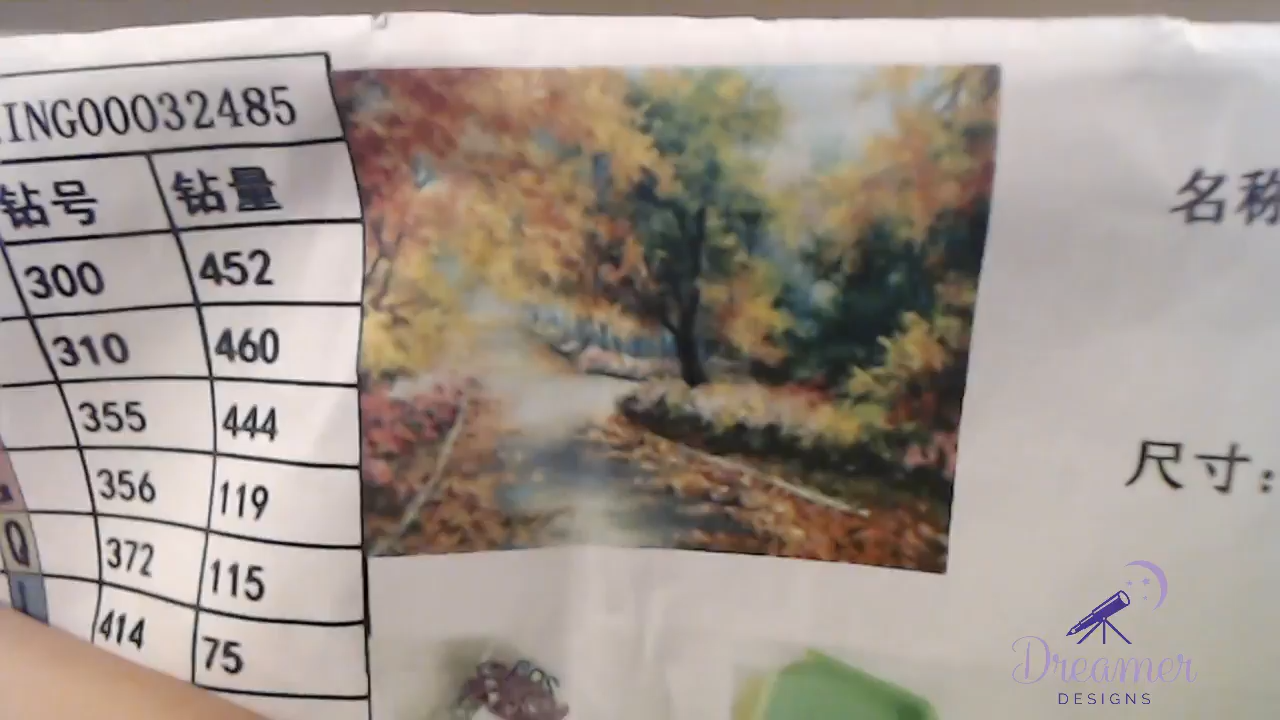 ING00032485
钻号 钻量
300 452
310 460
355 444
356 119
372 115
414 75
Q
名称
尺寸:
Dreamer
DESIGNS